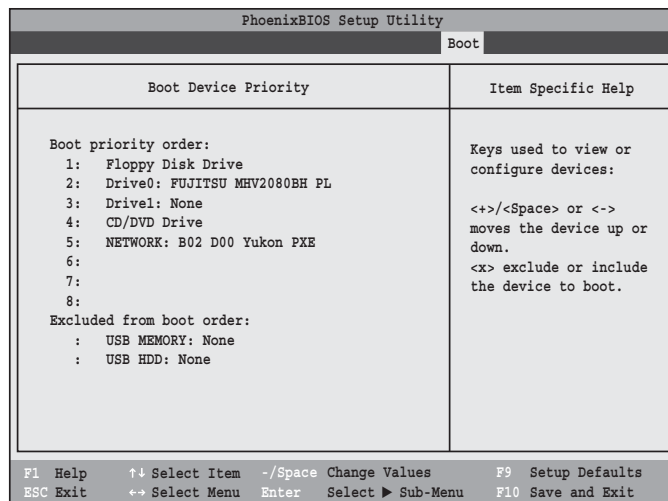 PhoenixBIOS Setup Utility
Boot
Boot Device Priority
Item Specific Help
Boot priority order:
1: Floppy Disk Drive
2: Drive0: FUJITSU MHV2080BH PL
3: Drive1: None
4: CD/DVD Drive
5: NETWORK: B02 D00 Yukon PXE
6:
7:
8:
Excluded from boot order:
: USB MEMORY: None
: USB HDD: None
Keys used to view or
configure devices:
<+>/<Space> or <->
moves the device up or
down.
<x> exclude or include
the device to boot.
F1 Help ↑↓ Select Item -/Space Change Values F9 Setup Defaults
ESC Exit ←→ Select Menu Enter Select ▶ Sub-Menu F10 Save and Exit